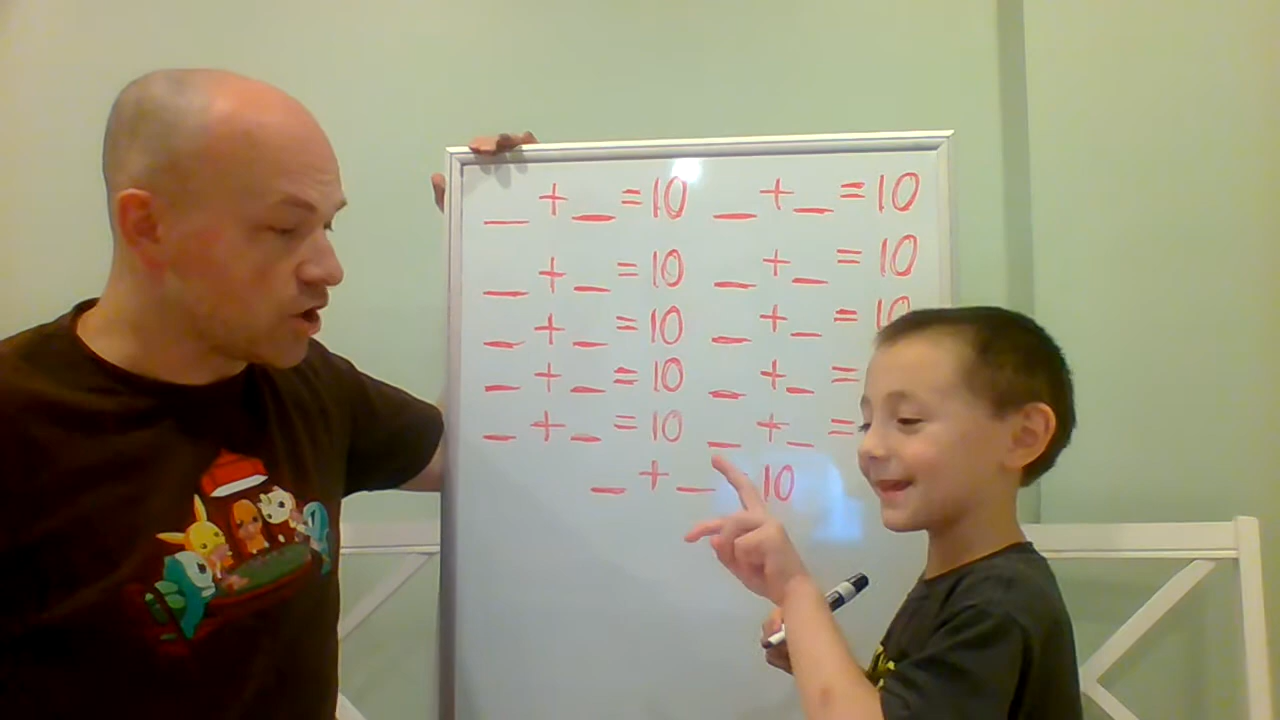 _ + _ = 10 _ + _ = 10
_ + _ = 10 _ + _ = 10
_ + _ = 10 _ + _ = 10
_ + _ = 10 _ + _ =
_ + _ = 10 _ + _ =
_ + _ 10